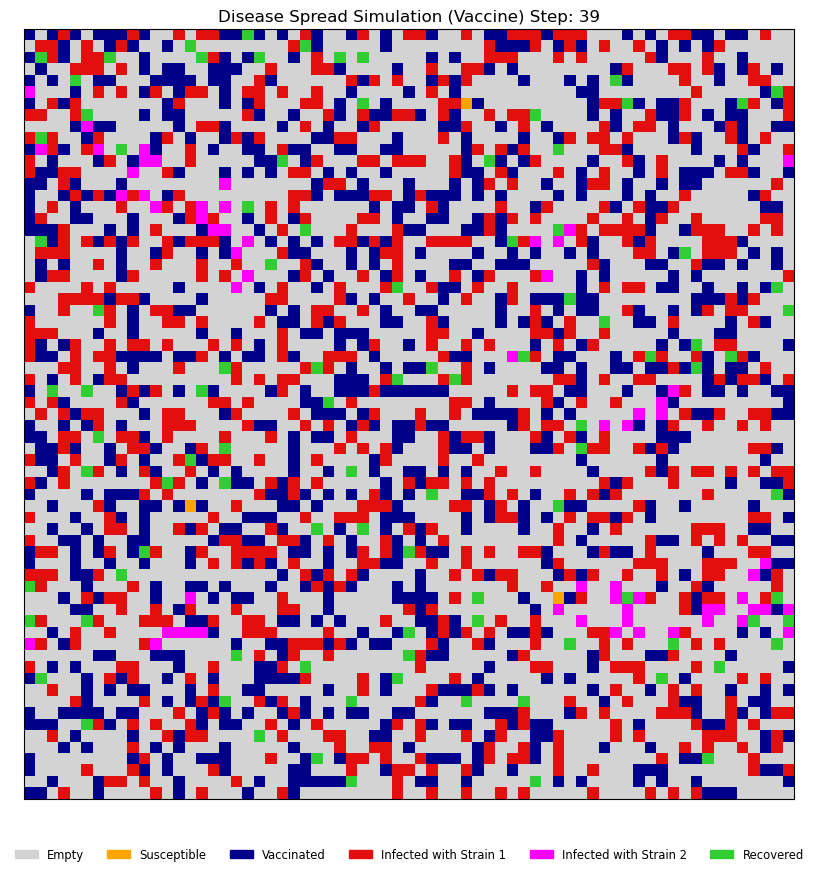 Disease Spread Simulation (Vaccine) Step: 39
Empty Susceptible Vaccinated Infected with Strain 1 Infected with Strain 2 Recovered